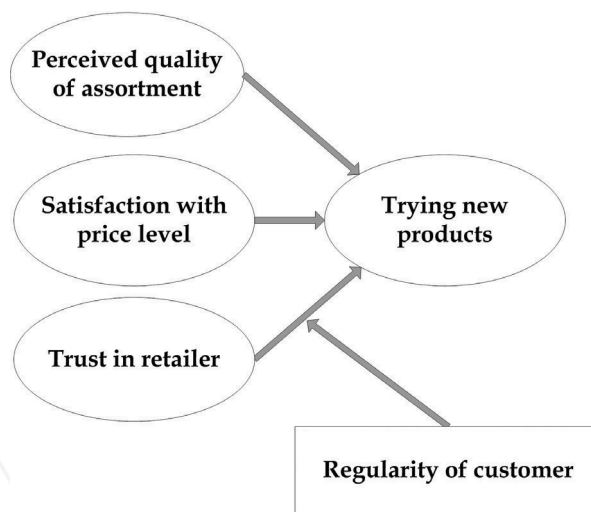 Perceived quality
of assortment
Satisfaction with
price level
Trying new
products
Trust in retailer
Regularity of customer